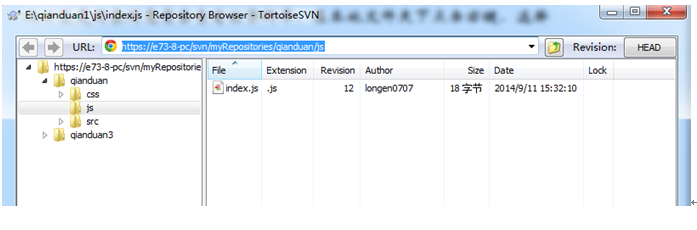 E:\qianduan1\js\index.js - Repository Browser - TortoiseSVN
URL: https://e73-8-pc/svn/myRepositories/qianduan/js Revision: HEAD
https://e73-8-pc/svn/myRepositorie
qianduan
css
js
src
qianduan3
File Extension Revision Author Size Date Lock
index.js .js 12 longen0707 18 字节 2014/9/11 15:32:10